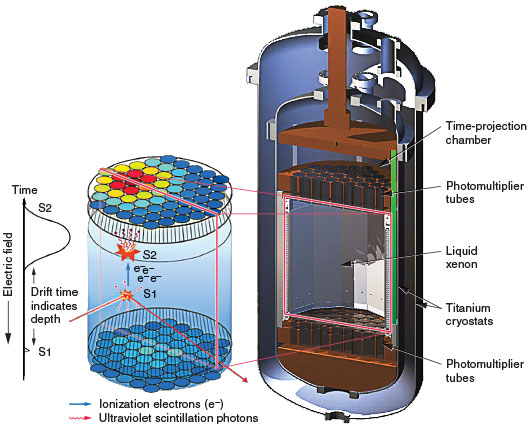 Time
S2
Electric field
Drift time
indicates
depth
S1
S2
e⁻e⁻
e⁻e⁻
S1
Time-projection
chamber
Photomultiplier
tubes
Liquid
xenon
Titanium
cryostats
Photomultiplier
tubes
Ionization electrons (e⁻)
Ultraviolet scintillation photons